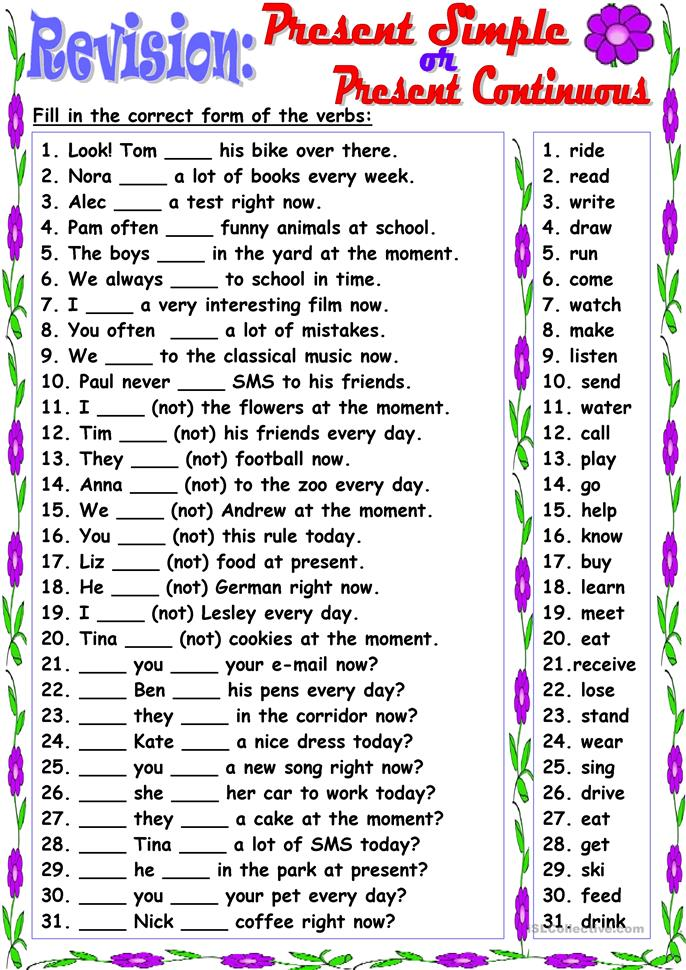 Revision:
Present Simple
or
Present Continuous
Fill in the correct form of the verbs:
1. Look! Tom ____ his bike over there.
2. Nora ____ a lot of books every week.
3. Alec ____ a test right now.
4. Pam often ____ funny animals at school.
5. The boys ____ in the yard at the moment.
6. We always ____ to school in time.
7. I ____ a very interesting film now.
8. You often ____ a lot of mistakes.
9. We ____ to the classical music now.
10. Paul never ____ SMS to his friends.
11. I ____ (not) the flowers at the moment.
12. Tim ____ (not) his friends every day.
13. They ____ (not) football now.
14. Anna ____ (not) to the zoo every day.
15. We ____ (not) Andrew at the moment.
16. You ____ (not) this rule today.
17. Liz ____ (not) food at present.
18. He ____ (not) German right now.
19. I ____ (not) Lesley every day.
20. Tina ____ (not) cookies at the moment.
21. ____ you ____ your e-mail now?
22. ____ Ben ____ his pens every day?
23. ____ they ____ in the corridor now?
24. ____ Kate ____ a nice dress today?
25. ____ you ____ a new song right now?
26. ____ she ____ her car to work today?
27. ____ they ____ a cake at the moment?
28. ____ Tina ____ a lot of SMS today?
29. ____ he ____ in the park at present?
30. ____ you ____ your pet every day?
31. ____ Nick ____ coffee right now?
1. ride
2. read
3. write
4. draw
5. run
6. come
7. watch
8. make
9. listen
10. send
11. water
12. call
13. play
14. go
15. help
16. know
17. buy
18. learn
19. meet
20. eat
21.receive
22. lose
23. stand
24. wear
25. sing
26. drive
27. eat
28. get
29. ski
30. feed
31. drink
iSLCollective.com